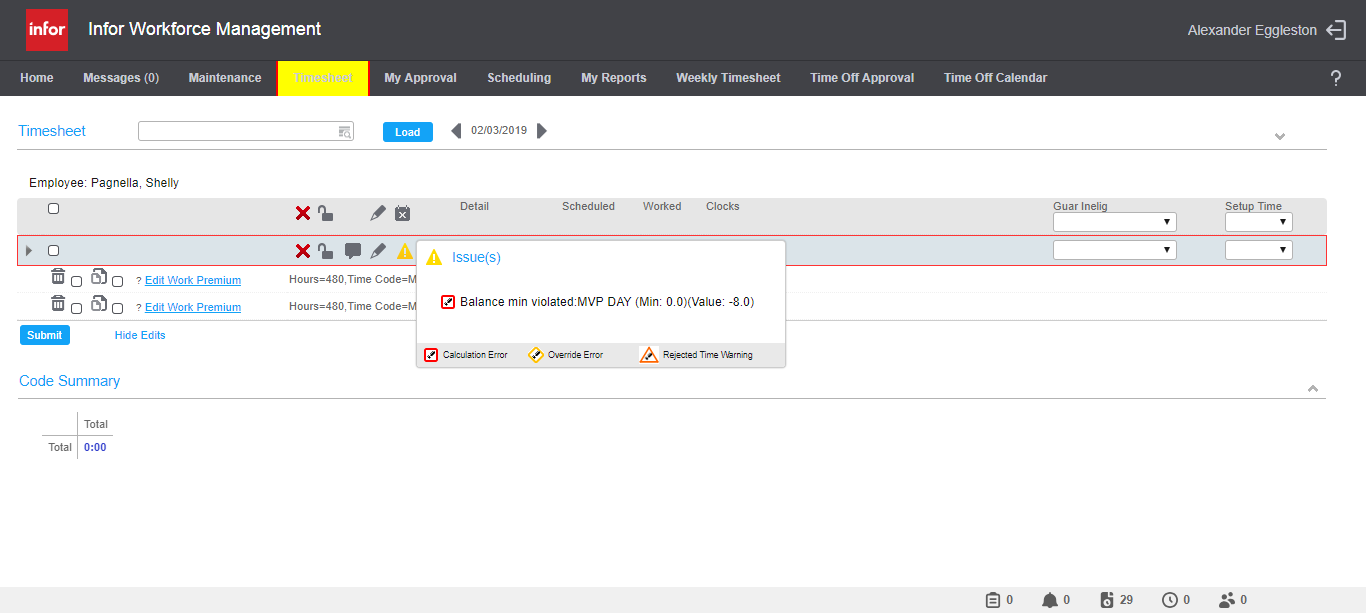 infor Infor Workforce Management Alexander Eggleston
Home Messages (0) Maintenance Timesheet My Approval Scheduling My Reports Weekly Timesheet Time Off Approval Time Off Calendar ?
Timesheet Load 02/03/2019
Employee: Pagnella, Shelly
Detail Scheduled Worked Clocks Guar Inelig Setup Time
Issue(s)
? Edit Work Premium Hours=480,Time Code=M
Balance min violated:MVP DAY (Min: 0.0)(Value: -8.0)
? Edit Work Premium Hours=480,Time Code=M
Submit Hide Edits
Calculation Error Override Error Rejected Time Warning
Code Summary
Total
Total 0:00
0 0 29 0 0